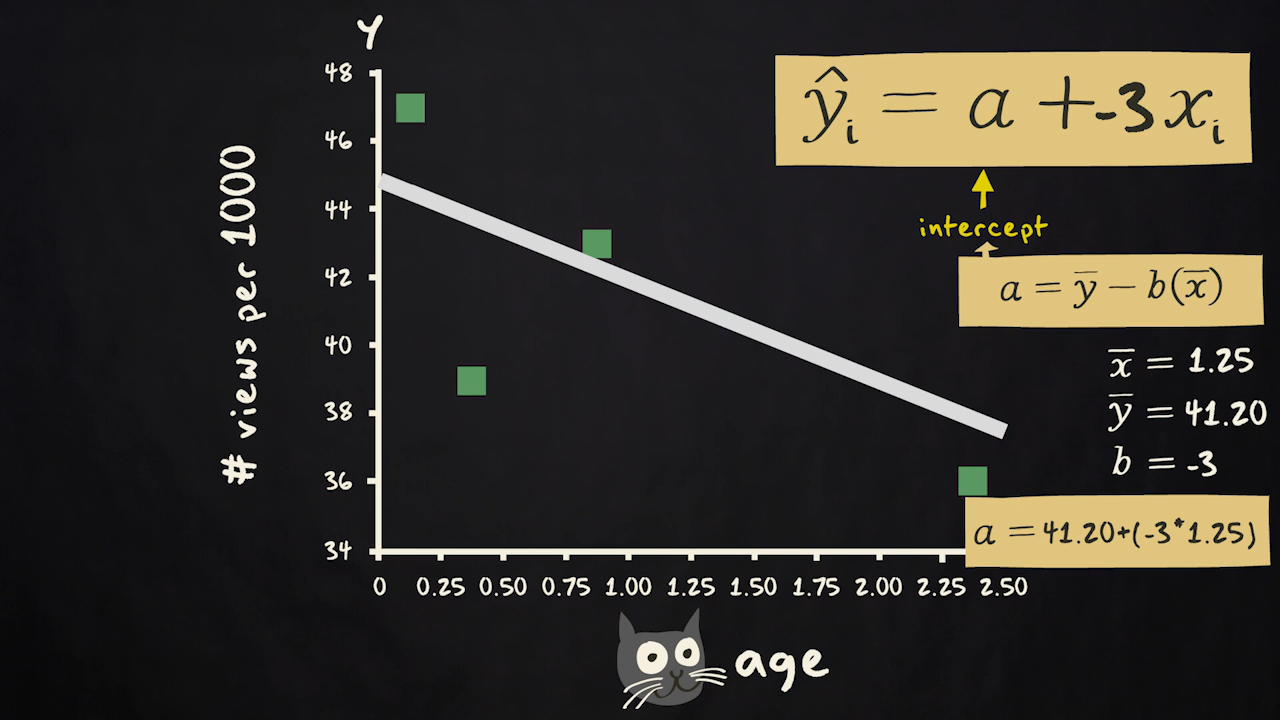 Y
48
46
44
42
40
38
36
34
# views per 1000
0 0.25 0.50 0.75 1.00 1.25 1.50 1.75 2.00 2.25 2.50
age
ŷᵢ = a + -3 xᵢ
intercept
a = y̅ − b(x̅)
x̅ = 1.25
y̅ = 41.20
b = -3
a = 41.20+(-3*1.25)